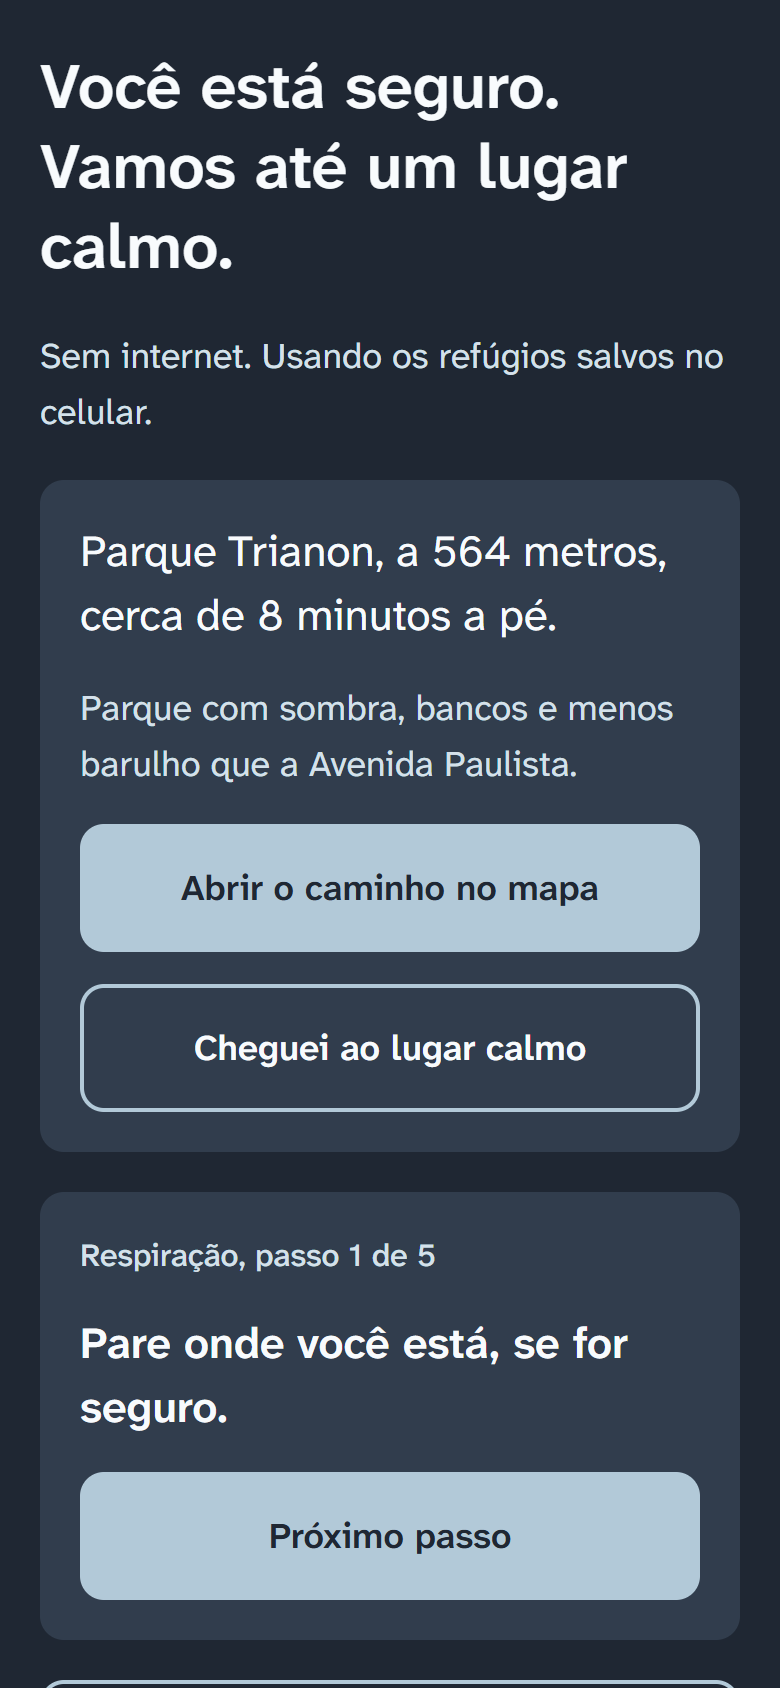 Você está seguro.
Vamos até um lugar
calmo.
Sem internet. Usando os refúgios salvos no
celular.
Parque Trianon, a 564 metros,
cerca de 8 minutos a pé.
Parque com sombra, bancos e menos
barulho que a Avenida Paulista.
Abrir o caminho no mapa
Cheguei ao lugar calmo
Respiração, passo 1 de 5
Pare onde você está, se for
seguro.
Próximo passo